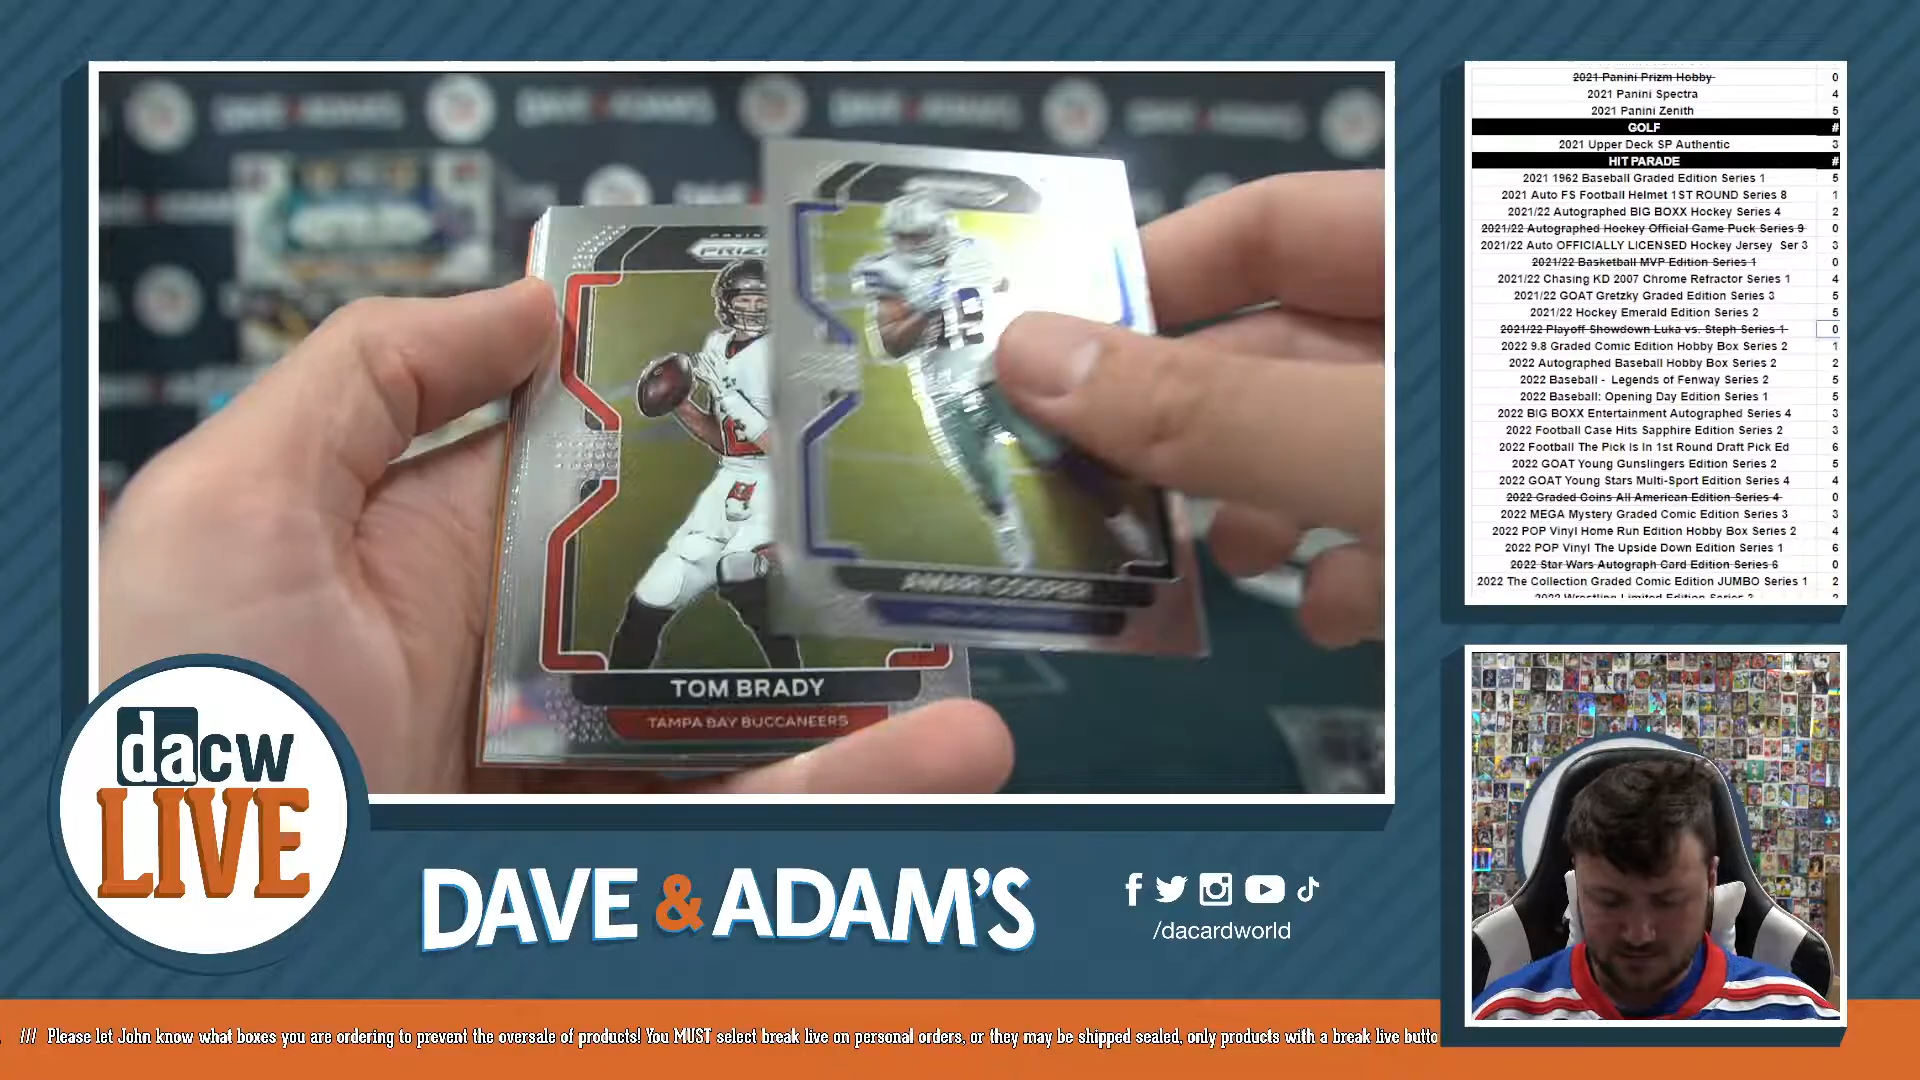 DAVE & ADAM'S
PRIZM
19
TOM BRADY
TAMPA BAY BUCCANEERS
AMARI COOPER
dacw
LIVE
DAVE & ADAM'S
/dacardworld
/// Please let John know what boxes you are ordering to prevent the oversale of products! You MUST select break live on personal orders, or they may be shipped sealed, only products with a break live butto
2021 Panini Prizm Hobby 0
2021 Panini Spectra 4
2021 Panini Zenith 5
GOLF #
2021 Upper Deck SP Authentic 3
HIT PARADE #
2021 1962 Baseball Graded Edition Series 1 5
2021 Auto FS Football Helmet 1ST ROUND Series 8 1
2021/22 Autographed BIG BOXX Hockey Series 4 2
2021/22 Autographed Hockey Official Game Puck Series 9 0
2021/22 Auto OFFICIALLY LICENSED Hockey Jersey Ser 3 3
2021/22 Basketball MVP Edition Series 1 0
2021/22 Chasing KD 2007 Chrome Refractor Series 1 4
2021/22 GOAT Gretzky Graded Edition Series 3 5
2021/22 Hockey Emerald Edition Series 2 5
2021/22 Playoff Showdown Luka vs. Steph Series 1 0
2022 9.8 Graded Comic Edition Hobby Box Series 2 1
2022 Autographed Baseball Hobby Box Series 2 2
2022 Baseball - Legends of Fenway Series 2 5
2022 Baseball: Opening Day Edition Series 1 5
2022 BIG BOXX Entertainment Autographed Series 4 3
2022 Football Case Hits Sapphire Edition Series 2 3
2022 Football The Pick Is In 1st Round Draft Pick Ed 6
2022 GOAT Young Gunslingers Edition Series 2 5
2022 GOAT Young Stars Multi-Sport Edition Series 4 4
2022 Graded Coins All American Edition Series 4 0
2022 MEGA Mystery Graded Comic Edition Series 3 3
2022 POP Vinyl Home Run Edition Hobby Box Series 2 4
2022 POP Vinyl The Upside Down Edition Series 1 6
2022 Star Wars Autograph Card Edition Series 6 0
2022 The Collection Graded Comic Edition JUMBO Series 1 2